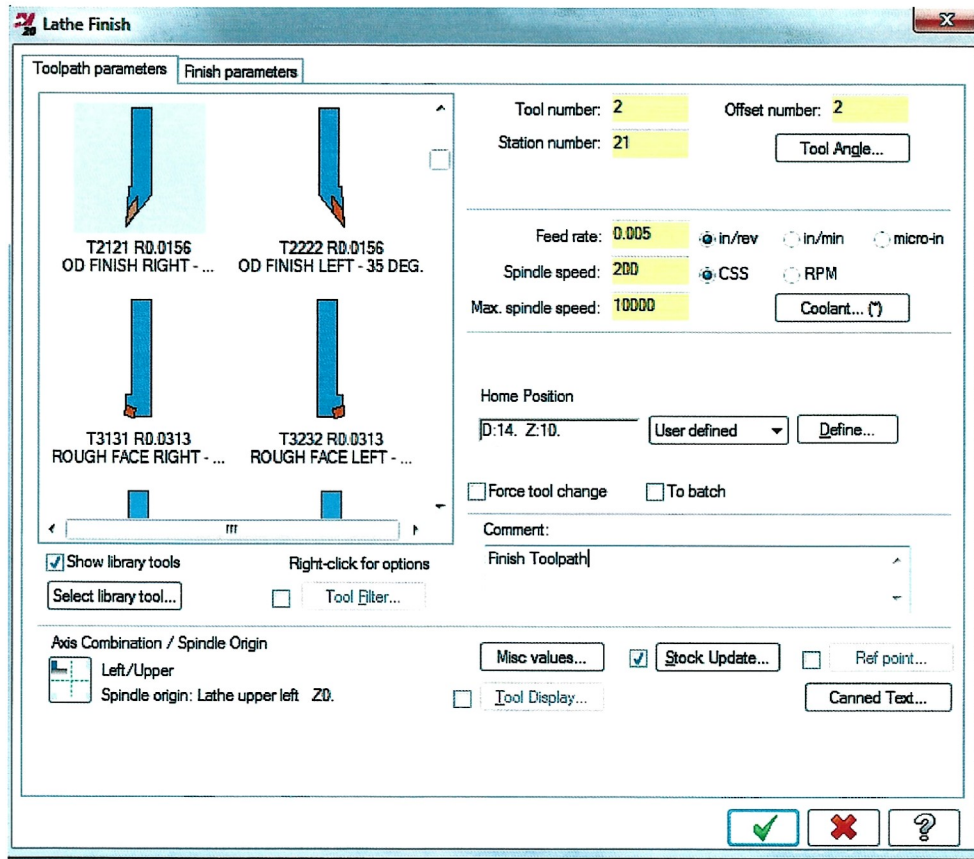 Lathe Finish
Toolpath parameters
Finish parameters
T2121 R0.0156
OD FINISH RIGHT - ...
T2222 R0.0156
OD FINISH LEFT - 35 DEG.
T3131 R0.0313
ROUGH FACE RIGHT - ...
T3232 R0.0313
ROUGH FACE LEFT - ...
Show library tools
Right-click for options
Select library tool...
Tool Filter...
Tool number: 2
Offset number: 2
Station number: 21
Tool Angle...
Feed rate: 0.005
in/rev
in/min
micro-in
Spindle speed: 200
CSS
RPM
Max. spindle speed: 10000
Coolant... (*)
Home Position
D:14. Z:10.
User defined
Define...
Force tool change
To batch
Comment:
Finish Toolpath
Axis Combination / Spindle Origin
Left/Upper
Spindle origin: Lathe upper left Z0.
Misc values...
Stock Update...
Ref point...
Tool Display...
Canned Text...